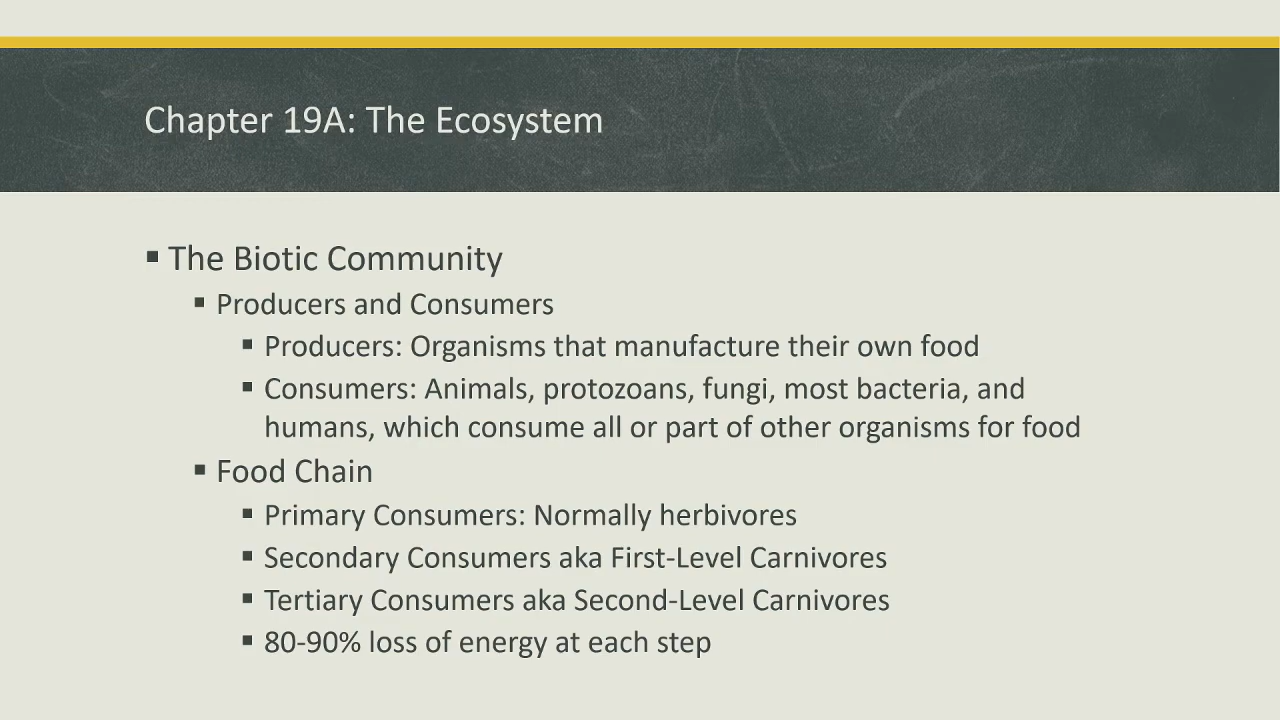 Chapter 19A: The Ecosystem
▪ The Biotic Community
▪ Producers and Consumers
▪ Producers: Organisms that manufacture their own food
▪ Consumers: Animals, protozoans, fungi, most bacteria, and
humans, which consume all or part of other organisms for food
▪ Food Chain
▪ Primary Consumers: Normally herbivores
▪ Secondary Consumers aka First-Level Carnivores
▪ Tertiary Consumers aka Second-Level Carnivores
▪ 80-90% loss of energy at each step